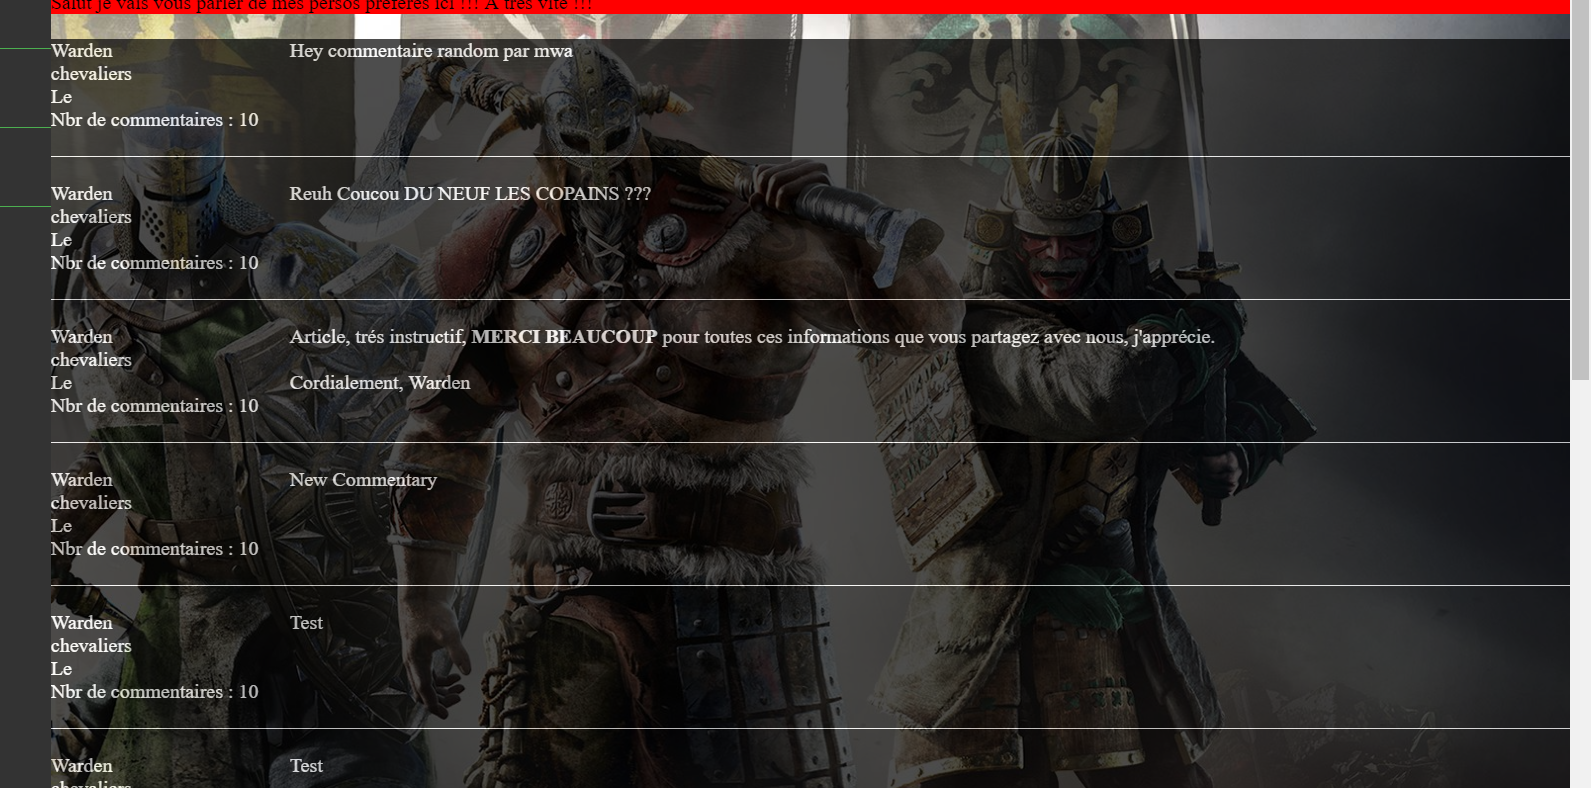 Salut je vais vous parler de mes persos préférés ici !!! A très vite !!!
Warden
chevaliers
Le
Nbr de commentaires : 10
Hey commentaire random par mwa
Warden
chevaliers
Le
Nbr de commentaires : 10
Reuh Coucou DU NEUF LES COPAINS ???
Warden
chevaliers
Le
Nbr de commentaires : 10
Article, trés instructif, MERCI BEAUCOUP pour toutes ces informations que vous partagez avec nous, j'apprécie.
Cordialement, Warden
Warden
chevaliers
Le
Nbr de commentaires : 10
New Commentary
Warden
chevaliers
Le
Nbr de commentaires : 10
Test
Warden
chevaliers
Test